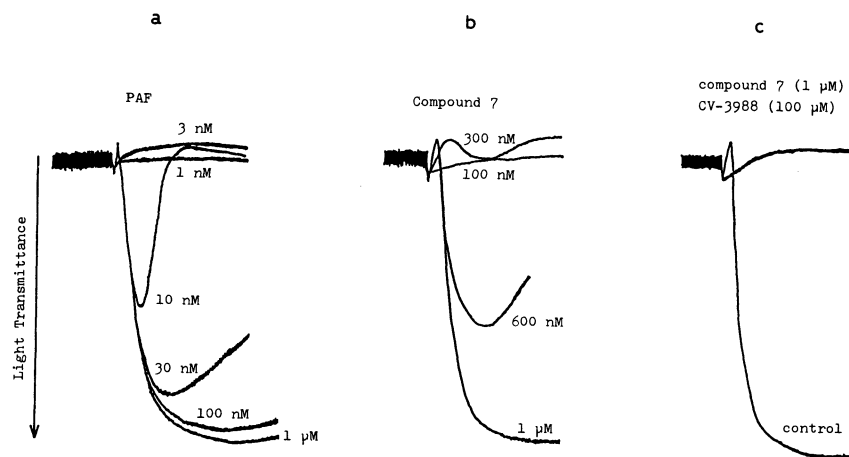 a
PAF
3 nM
1 nM
10 nM
30 nM
100 nM
1 μM
Light Transmittance
b
Compound 7
300 nM
100 nM
600 nM
1 μM
c
compound 7 (1 μM)
CV-3988 (100 μM)
control